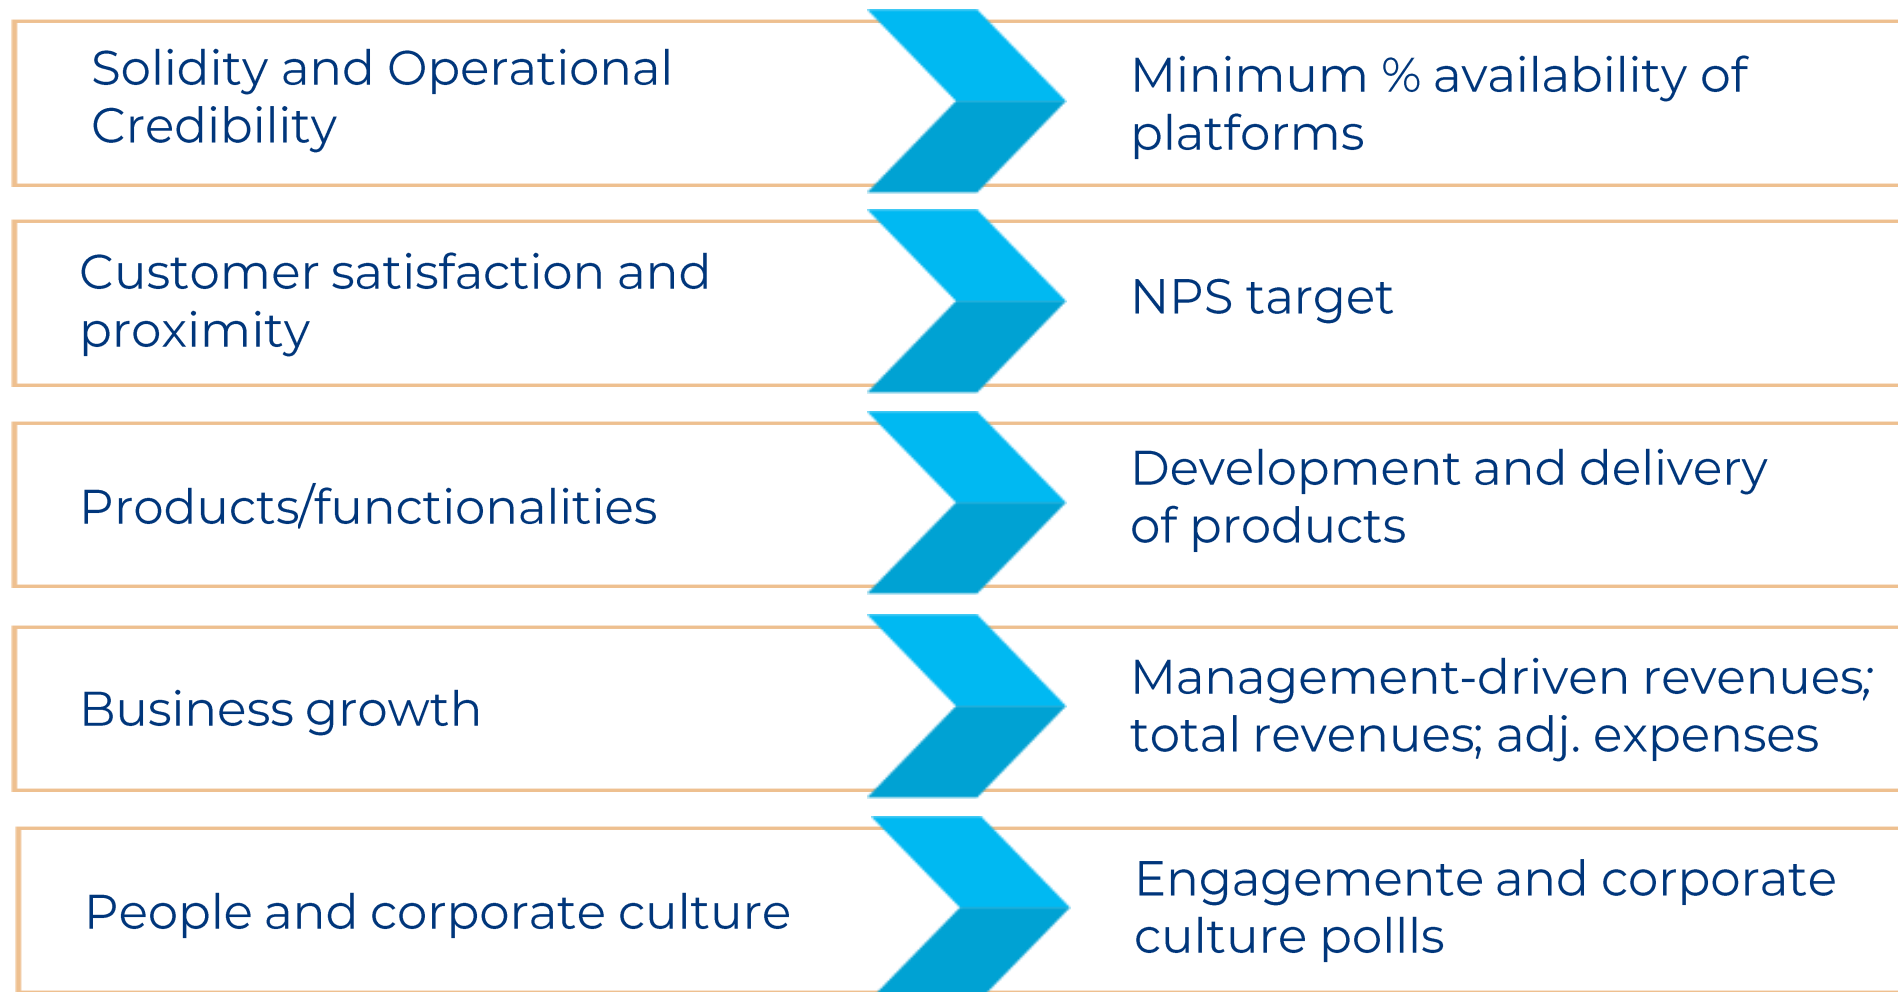 Solidity and Operational
Credibility
Minimum % availability of
platforms
Customer satisfaction and
proximity
NPS target
Products/functionalities
Development and delivery
of products
Business growth
Management-driven revenues;
total revenues; adj. expenses
People and corporate culture
Engagemente and corporate
culture pollls